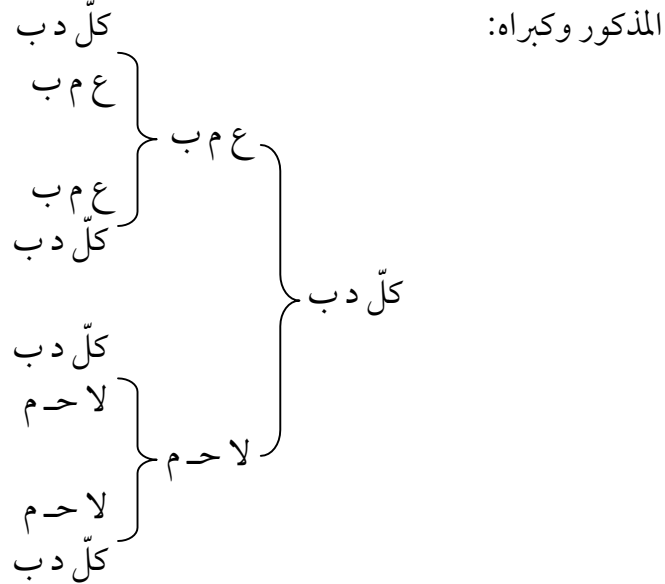 المذكور وكبراه:
كلّ د ب
ع م ب
ع م ب
ع م ب
كلّ د ب
كلّ د ب
كلّ د ب
لا حـ م
لا حـ م
لا حـ م
كلّ د ب